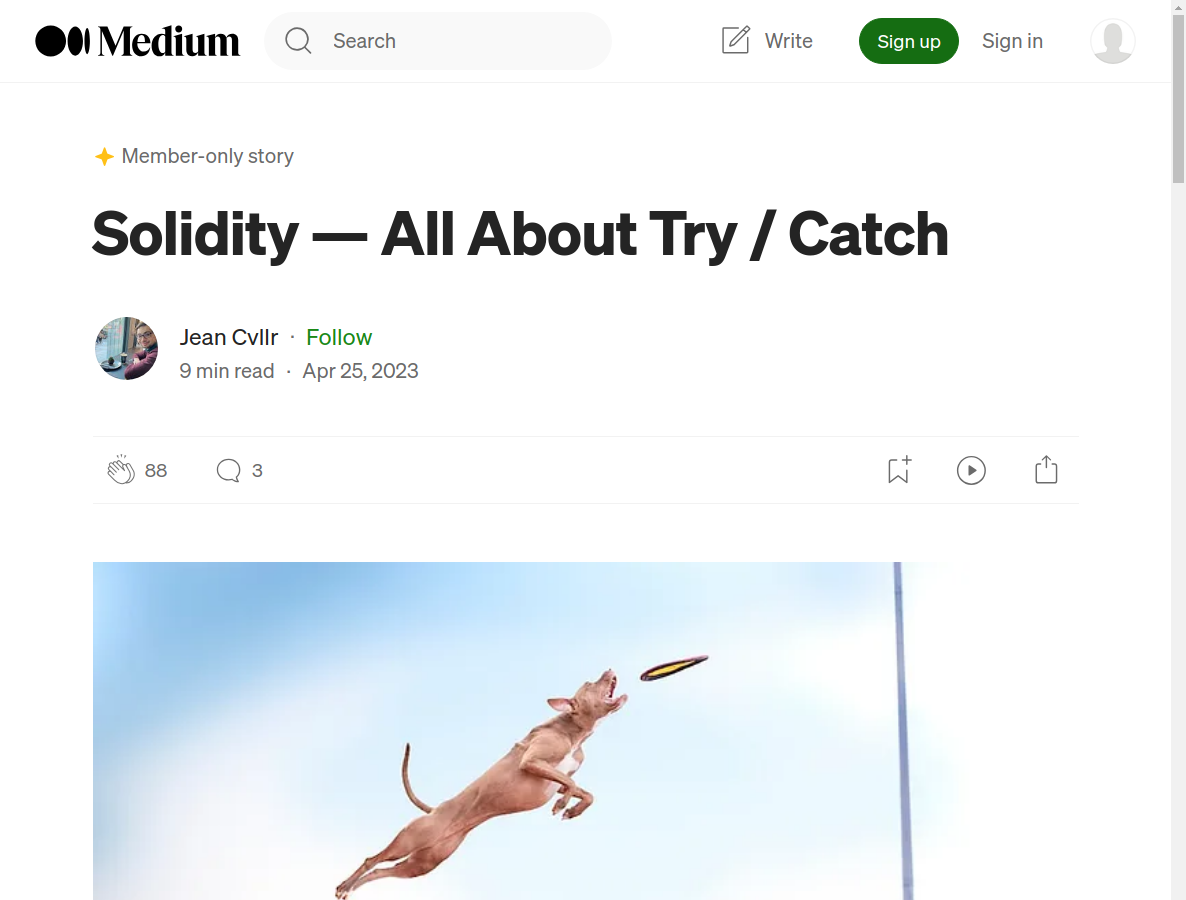 Medium
Search
Write
Sign up
Sign in
Member-only story
Solidity — All About Try / Catch
Jean Cvllr · Follow
9 min read · Apr 25, 2023
88
3